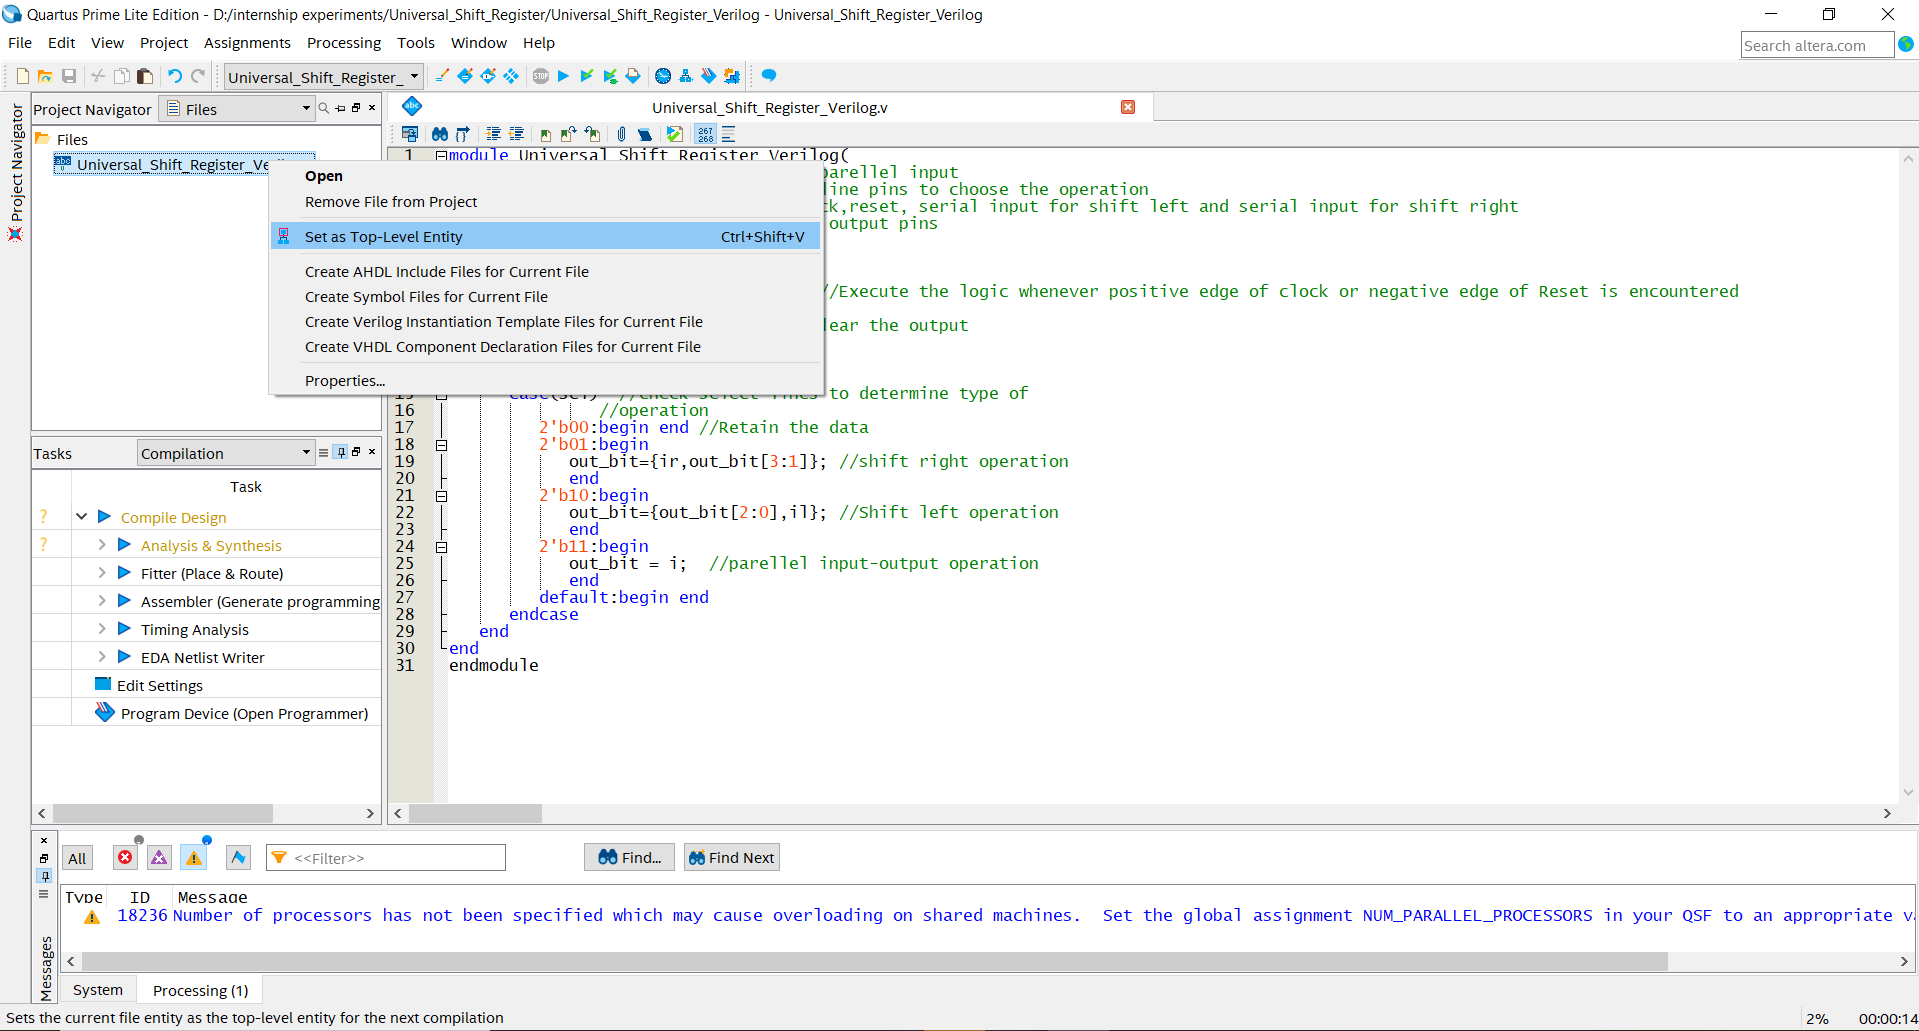 Quartus Prime Lite Edition - D:/internship experiments/Universal_Shift_Register/Universal_Shift_Register_Verilog - Universal_Shift_Register_Verilog
File Edit View Project Assignments Processing Tools Window Help
Search altera.com
Universal_Shift_Register_
Project Navigator
Project Navigator Files
Files
Universal_Shift_Register_Ve
Open
Remove File from Project
Set as Top-Level Entity Ctrl+Shift+V
Create AHDL Include Files for Current File
Create Symbol Files for Current File
Create Verilog Instantiation Template Files for Current File
Create VHDL Component Declaration Files for Current File
Properties...
Tasks Compilation
Task
? Compile Design
? Analysis & Synthesis
Fitter (Place & Route)
Assembler (Generate programming
Timing Analysis
EDA Netlist Writer
Edit Settings
Program Device (Open Programmer)
Universal_Shift_Register_Verilog.v
267
268
1 module Universal_Shift_Register_Verilog(
parellel input
line pins to choose the operation
k,reset, serial input for shift left and serial input for shift right
output pins
//Execute the logic whenever positive edge of clock or negative edge of Reset is encountered
lear the output
15 case(sel) //check select lines to determine type of
16 //operation
17 2'b00:begin end //Retain the data
18 2'b01:begin
19 out_bit={ir,out_bit[3:1]}; //shift right operation
20 end
21 2'b10:begin
22 out_bit={out_bit[2:0],il}; //Shift left operation
23 end
24 2'b11:begin
25 out_bit = i; //parellel input-output operation
26 end
27 default:begin end
28 endcase
29 end
30 end
31 endmodule
Messages
All <<Filter>> Find... Find Next
Type ID Message
18236 Number of processors has not been specified which may cause overloading on shared machines. Set the global assignment NUM_PARALLEL_PROCESSORS in your QSF to an appropriate v
System Processing (1)
Sets the current file entity as the top-level entity for the next compilation
2% 00:00:14